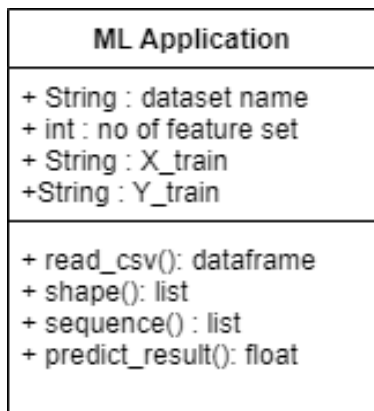 ML Application
+ String : dataset name
+ int : no of feature set
+ String : X_train
+String : Y_train
+ read_csv(): dataframe
+ shape(): list
+ sequence() : list
+ predict_result(): float